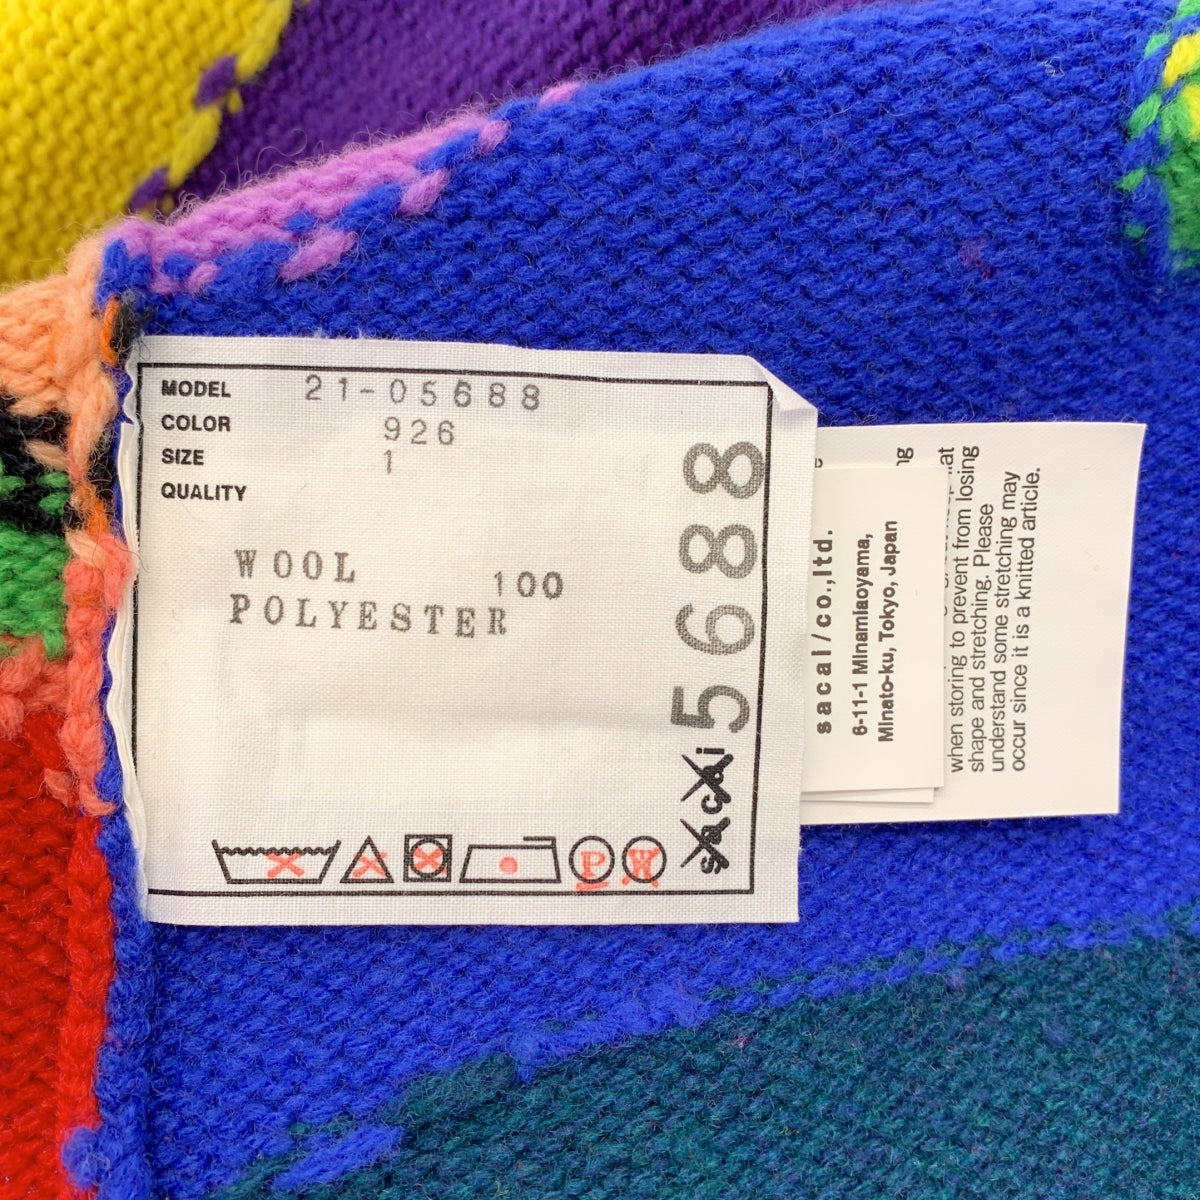 MODEL 21-05688
COLOR 926
SIZE 1
QUALITY
WOOL 100
POLYESTER
5688
sacai
P W
sacai/co.,ltd.
6-11-1 Minamiaoyama,
Minato-ku, Tokyo, Japan
at
when storing to prevent from losing
shape and stretching. Please
understand some stretching may
occur since it is a knitted article.